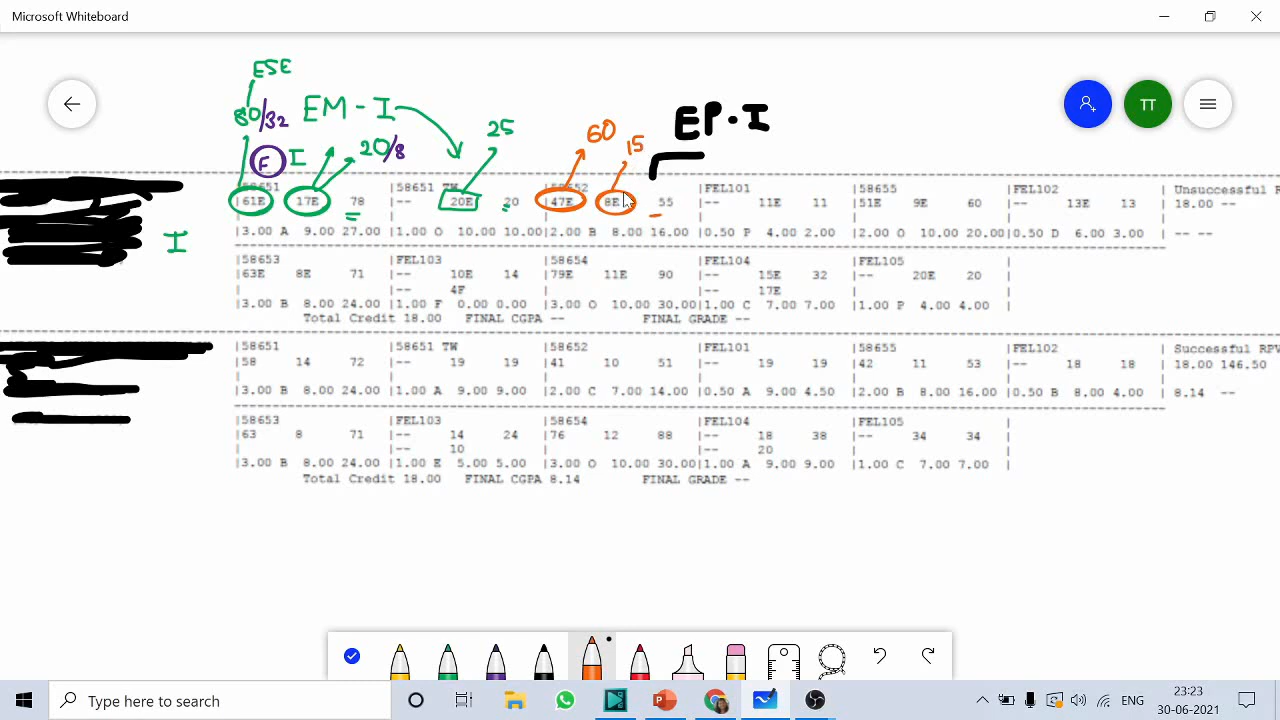 Microsoft Whiteboard
ESE
80/32 EM - I
25
60
15
EP. I
F I 20/8
TT
|58651 |58651 TW |58652 |FEL101 |58655 |FEL102 | Unsuccessful R
|61E 17E 78 |-- 20E 20 |47E 8E 55 |-- 11E 11 |51E 9E 60 |-- 13E 13 | 18.00 --
|3.00 A 9.00 27.00 |1.00 O 10.00 10.00|2.00 B 8.00 16.00 |0.50 P 4.00 2.00 |2.00 O 10.00 20.00|0.50 D 6.00 3.00 | -- --
I
|58653 |FEL103 |58654 |FEL104 |FEL105 |
|63E 8E 71 |-- 10E 14 |79E 11E 90 |-- 15E 32 |-- 20E 20 |
| |-- 4F | |-- 17E | |
|3.00 B 8.00 24.00 |1.00 F 0.00 0.00 |3.00 O 10.00 30.00|1.00 C 7.00 7.00 |1.00 P 4.00 4.00 |
Total Credit 18.00 FINAL CGPA -- FINAL GRADE --
|58651 |58651 TW |58652 |FEL101 |58655 |FEL102 | Successful RPV
|58 14 72 |-- 19 19 |41 10 51 |-- 19 19 |42 11 53 |-- 18 18 | 18.00 146.50
|3.00 B 8.00 24.00 |1.00 A 9.00 9.00 |2.00 C 7.00 14.00 |0.50 A 9.00 4.50 |2.00 B 8.00 16.00 |0.50 B 8.00 4.00 | 8.14 --
|58653 |FEL103 |58654 |FEL104 |FEL105 |
|63 8 71 |-- 14 24 |76 12 88 |-- 18 38 |-- 34 34 |
| |-- 10 | |-- 20 | |
|3.00 B 8.00 24.00 |1.00 E 5.00 5.00 |3.00 O 10.00 30.00|1.00 A 9.00 9.00 |1.00 C 7.00 7.00 |
Total Credit 18.00 FINAL CGPA 8.14 FINAL GRADE --
Type here to search
ENG
23:23
30-06-2021